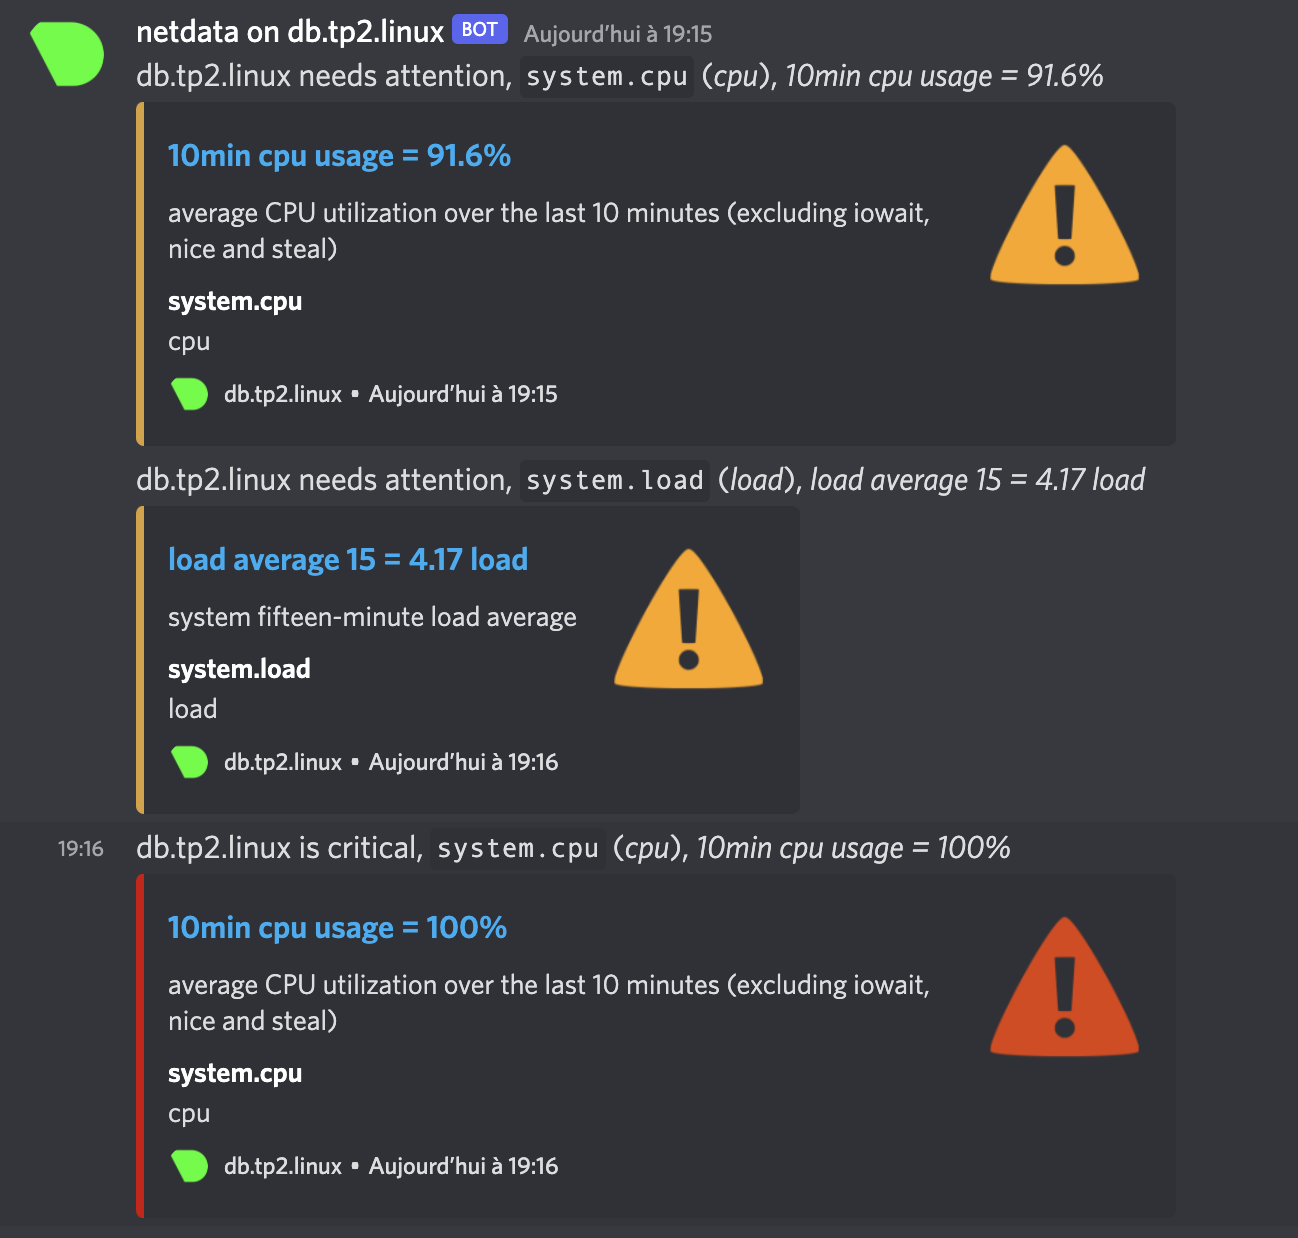 netdata on db.tp2.linux BOT Aujourd'hui à 19:15
db.tp2.linux needs attention, system.cpu (cpu), 10min cpu usage = 91.6%
10min cpu usage = 91.6%
average CPU utilization over the last 10 minutes (excluding iowait,
nice and steal)
system.cpu
cpu
db.tp2.linux • Aujourd'hui à 19:15
db.tp2.linux needs attention, system.load (load), load average 15 = 4.17 load
load average 15 = 4.17 load
system fifteen-minute load average
system.load
load
db.tp2.linux • Aujourd'hui à 19:16
19:16 db.tp2.linux is critical, system.cpu (cpu), 10min cpu usage = 100%
10min cpu usage = 100%
average CPU utilization over the last 10 minutes (excluding iowait,
nice and steal)
system.cpu
cpu
db.tp2.linux • Aujourd'hui à 19:16